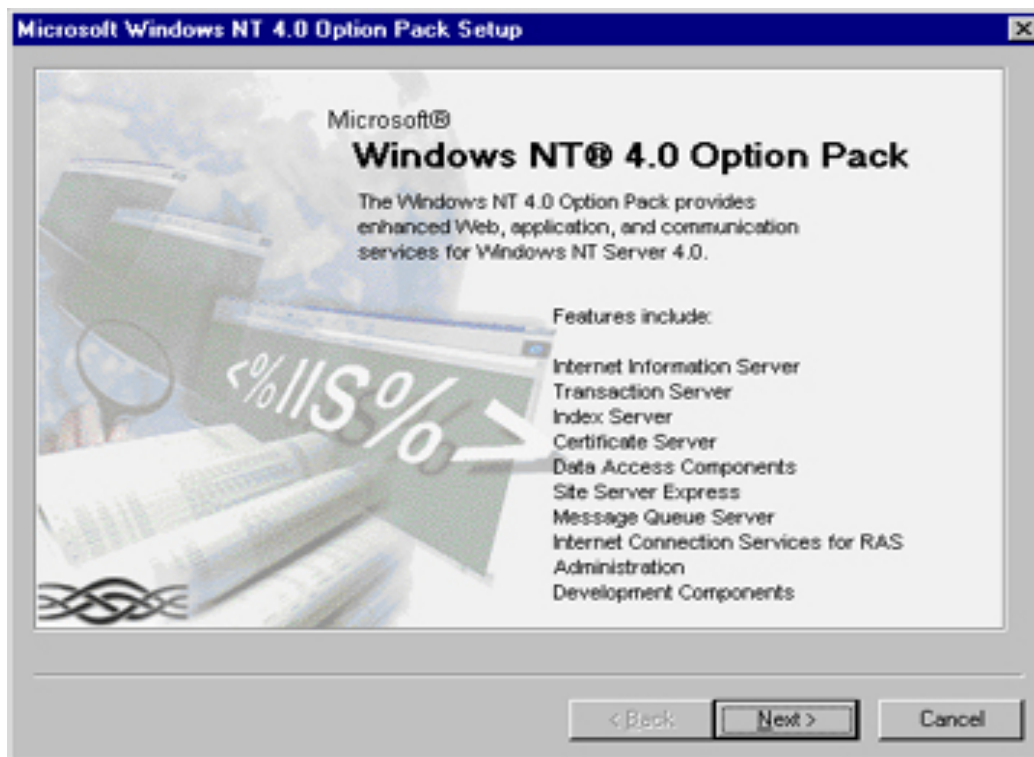 Microsoft Windows NT 4.0 Option Pack Setup
Microsoft®
Windows NT® 4.0 Option Pack
The Windows NT 4.0 Option Pack provides
enhanced Web, application, and communication
services for Windows NT Server 4.0.
Features include:
<%IIS%>
Internet Information Server
Transaction Server
Index Server
Certificate Server
Data Access Components
Site Server Express
Message Queue Server
Internet Connection Services for RAS
Administration
Development Components
< Back
Next >
Cancel